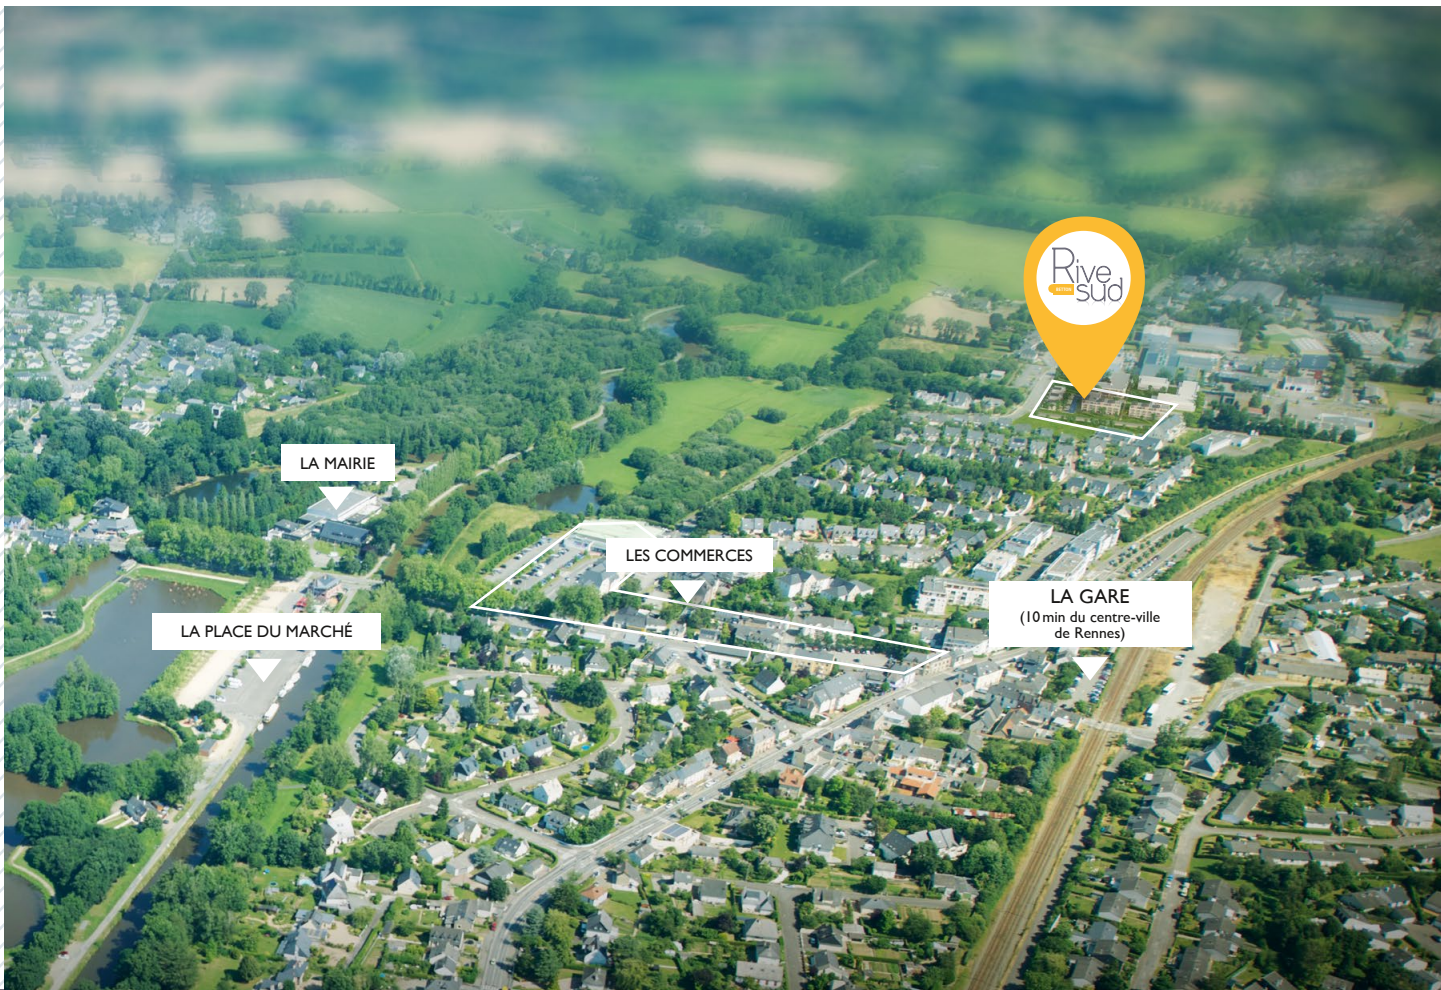 Rive
BETTON
sud
LA MAIRIE
LES COMMERCES
LA GARE
(10 min du centre-ville
de Rennes)
LA PLACE DU MARCHÉ